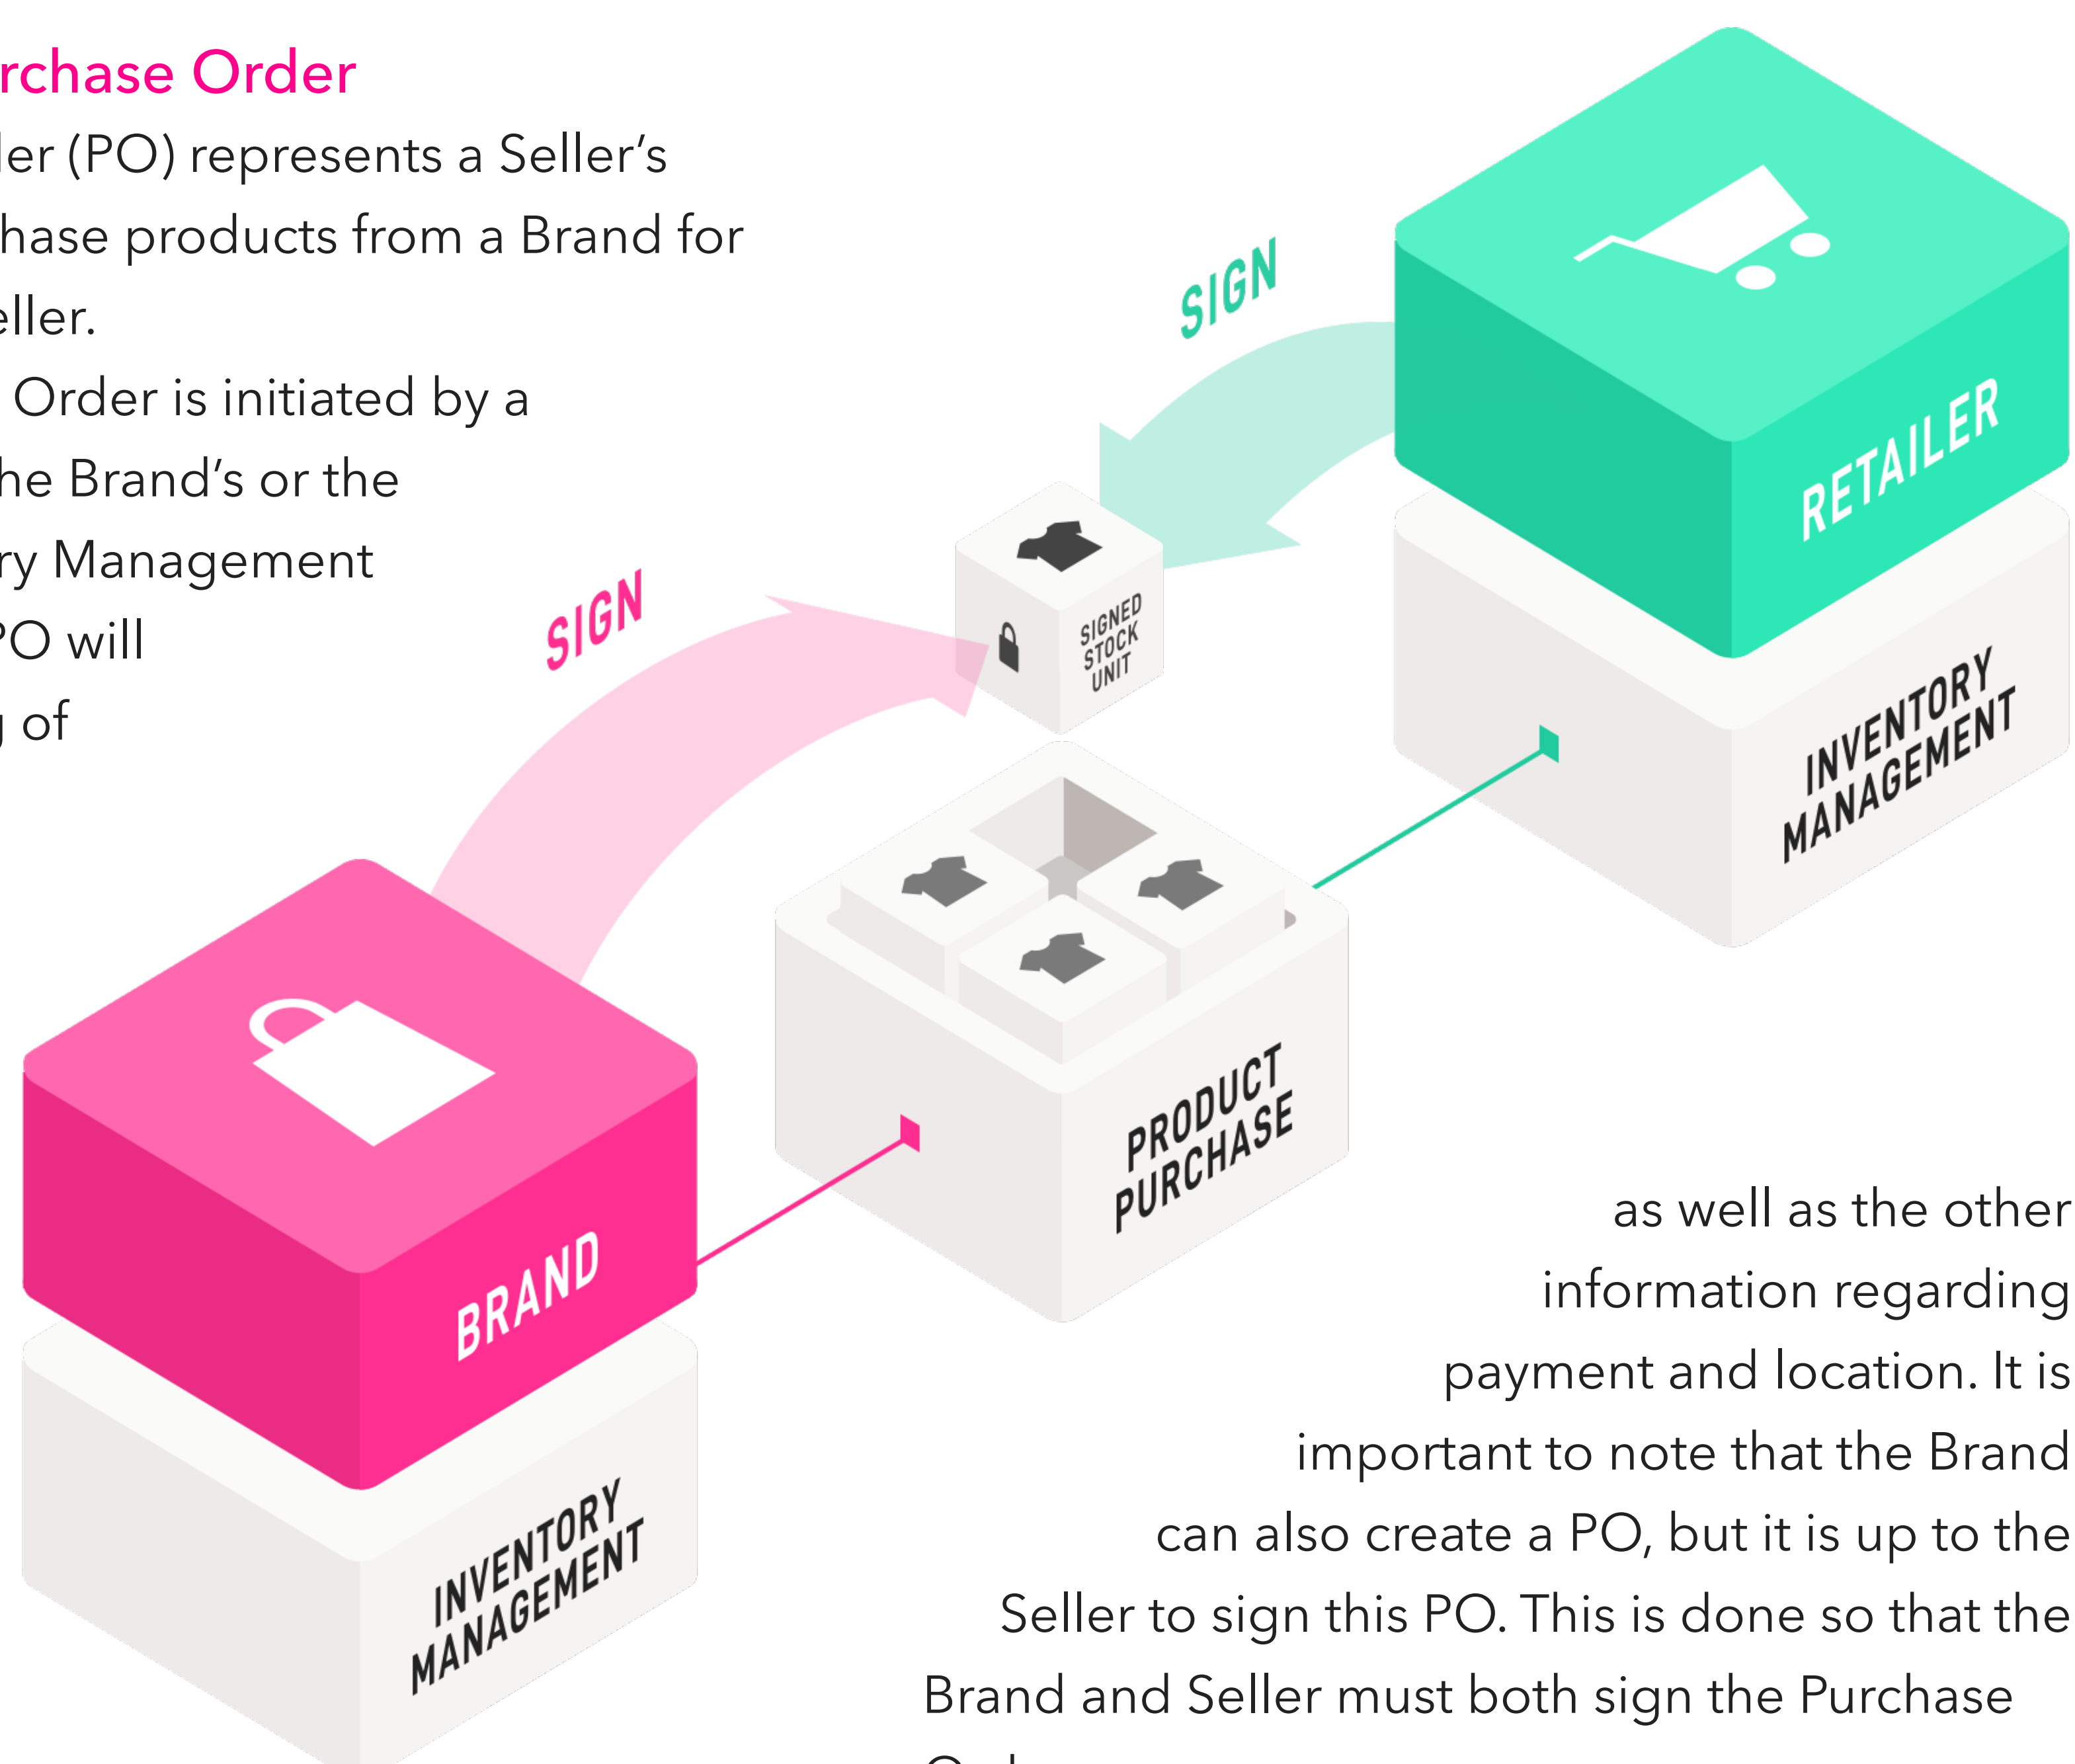 rchase Order
ler (PO) represents a Seller's
hase products from a Brand for
eller.
Order is initiated by a
he Brand's or the
ry Management
PO will
g of
SIGN
SIGN
RETAILER
INVENTORY
MANAGEMENT
SIGNED
STOCK
UNIT
PRODUCT
PURCHASE
BRAND
INVENTORY
MANAGEMENT
as well as the other
information regarding
payment and location. It is
important to note that the Brand
can also create a PO, but it is up to the
Seller to sign this PO. This is done so that the
Brand and Seller must both sign the Purchase